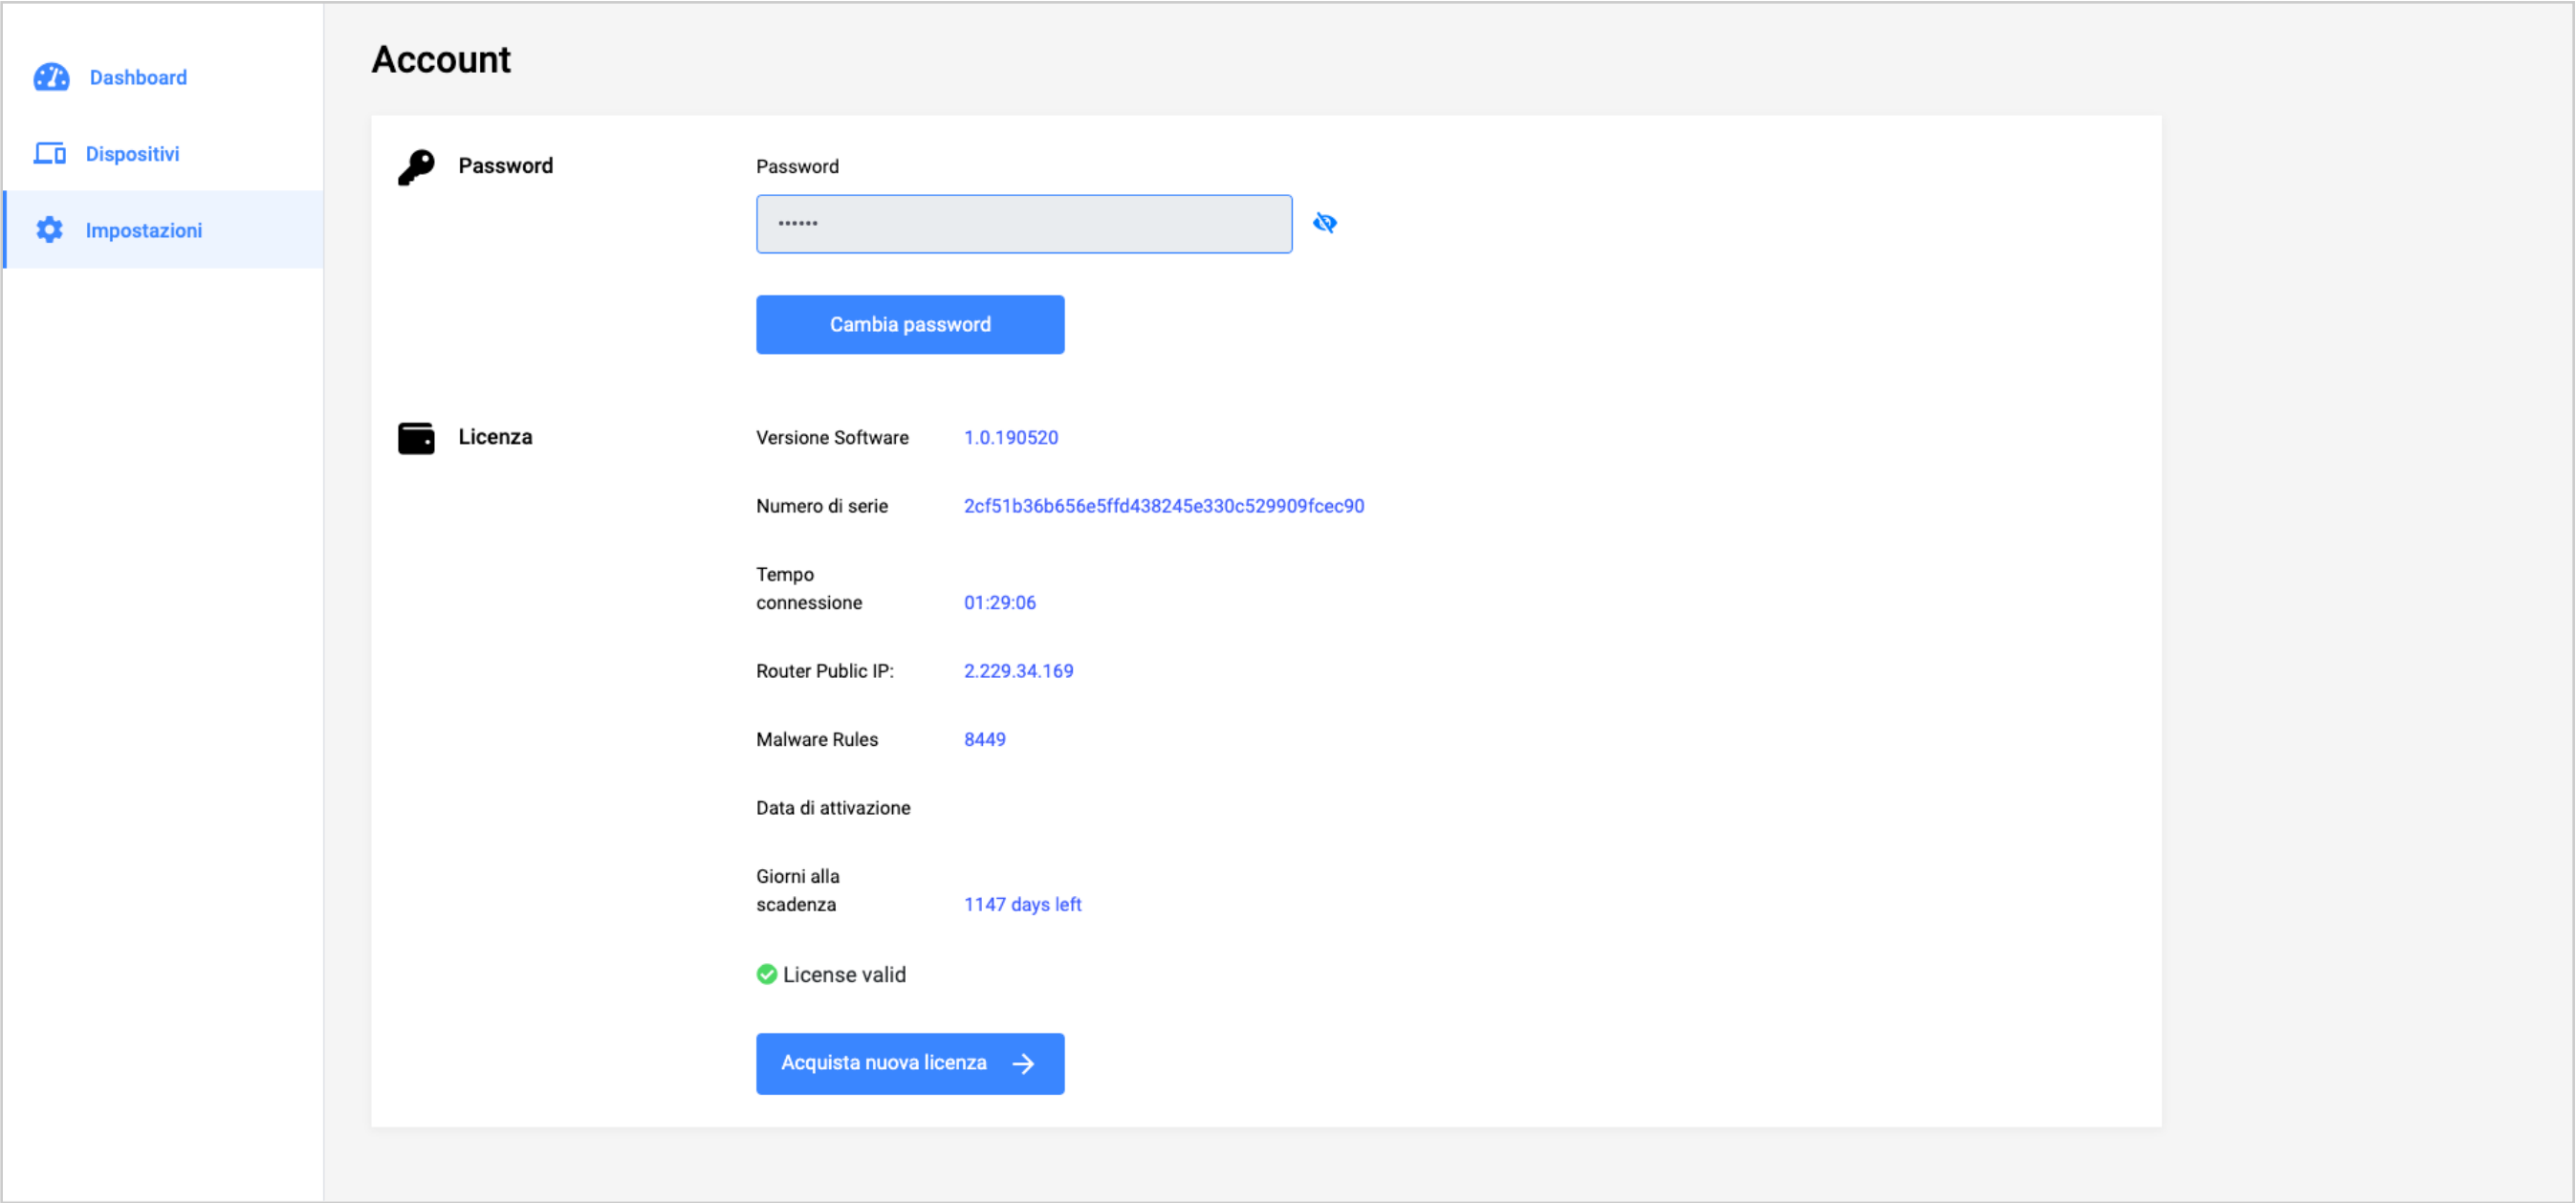 Account
Dashboard
Dispositivi
Impostazioni
Password
Password
••••••
Cambia password
Licenza
Versione Software 1.0.190520
Numero di serie 2cf51b36b656e5ffd438245e330c529909fcec90
Tempo
connessione 01:29:06
Router Public IP: 2.229.34.169
Malware Rules 8449
Data di attivazione
Giorni alla
scadenza 1147 days left
License valid
Acquista nuova licenza